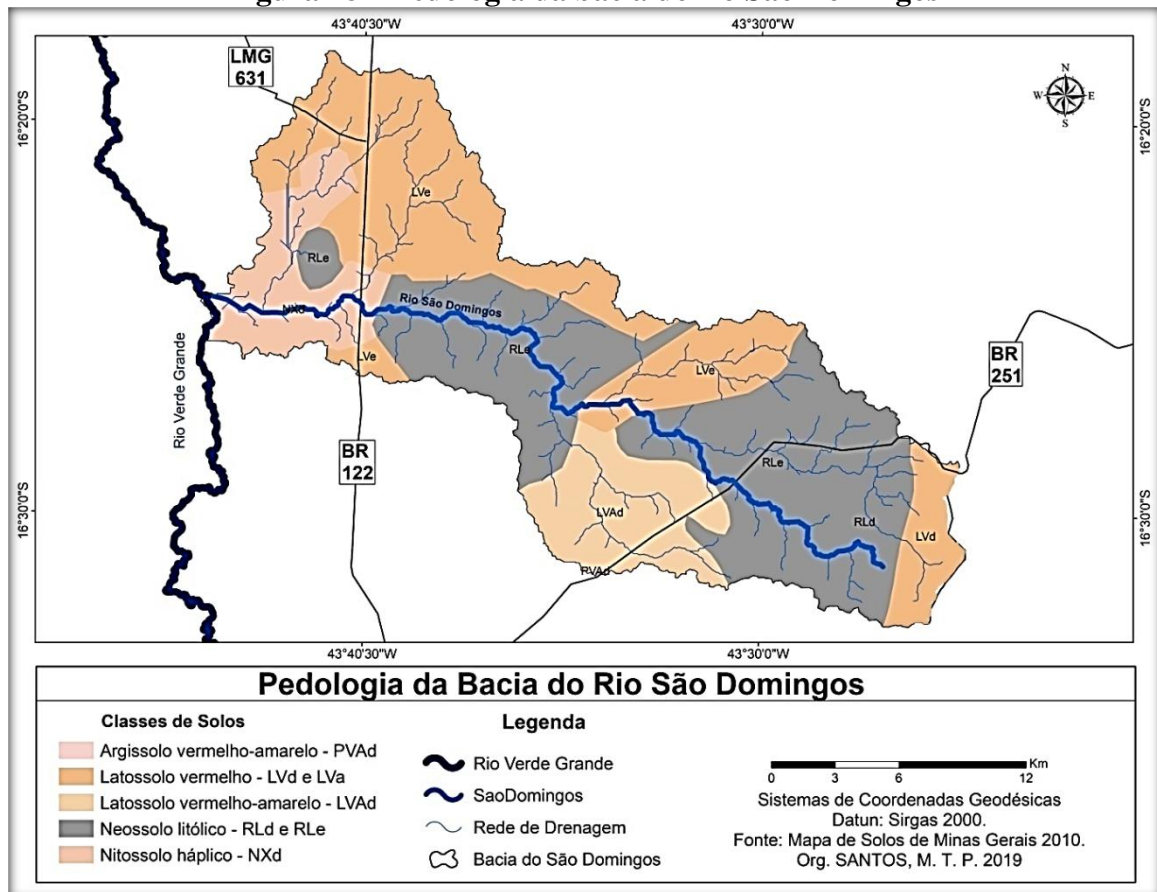 43°40'30"W
43°30'0"W
LMG
631
N
W
E
S
16°20'S
16°20'S
LVe
RLe
NXd
Rio São Domingos
RLe
LVe
LVe
BR
251
Rio Verde Grande
BR
122
RLe
16°30'S
16°30'S
LVAd
RLd
LVd
PVAd
43°40'30"W
43°30'0"W
Pedologia da Bacia do Rio São Domingos
Classes de Solos
Argissolo vermelho-amarelo - PVAd
Latossolo vermelho - LVd e LVa
Latossolo vermelho-amarelo - LVAd
Neossolo litólico - RLd e RLe
Nitossolo háplico - NXd
Legenda
Rio Verde Grande
SaoDomingos
Rede de Drenagem
Bacia do São Domingos
Km
0 3 6 12
Sistemas de Coordenadas Geodésicas
Datun: Sirgas 2000.
Fonte: Mapa de Solos de Minas Gerais 2010.
Org. SANTOS, M. T. P. 2019